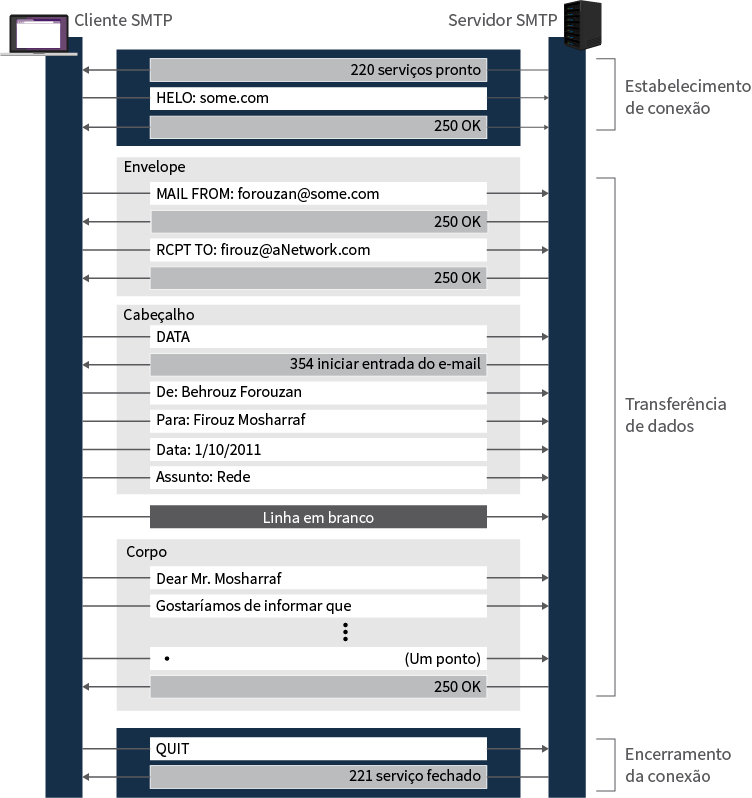 Cliente SMTP
Servidor SMTP
220 serviços pronto
HELO: some.com
250 OK
Estabelecimento
de conexão
Envelope
MAIL FROM: forouzan@some.com
250 OK
RCPT TO: firouz@aNetwork.com
250 OK
Cabeçalho
DATA
354 iniciar entrada do e-mail
De: Behrouz Forouzan
Para: Firouz Mosharraf
Data: 1/10/2011
Assunto: Rede
Linha em branco
Transferência
de dados
Corpo
Dear Mr. Mosharraf
Gostaríamos de informar que
(Um ponto)
250 OK
QUIT
221 serviço fechado
Encerramento
da conexão